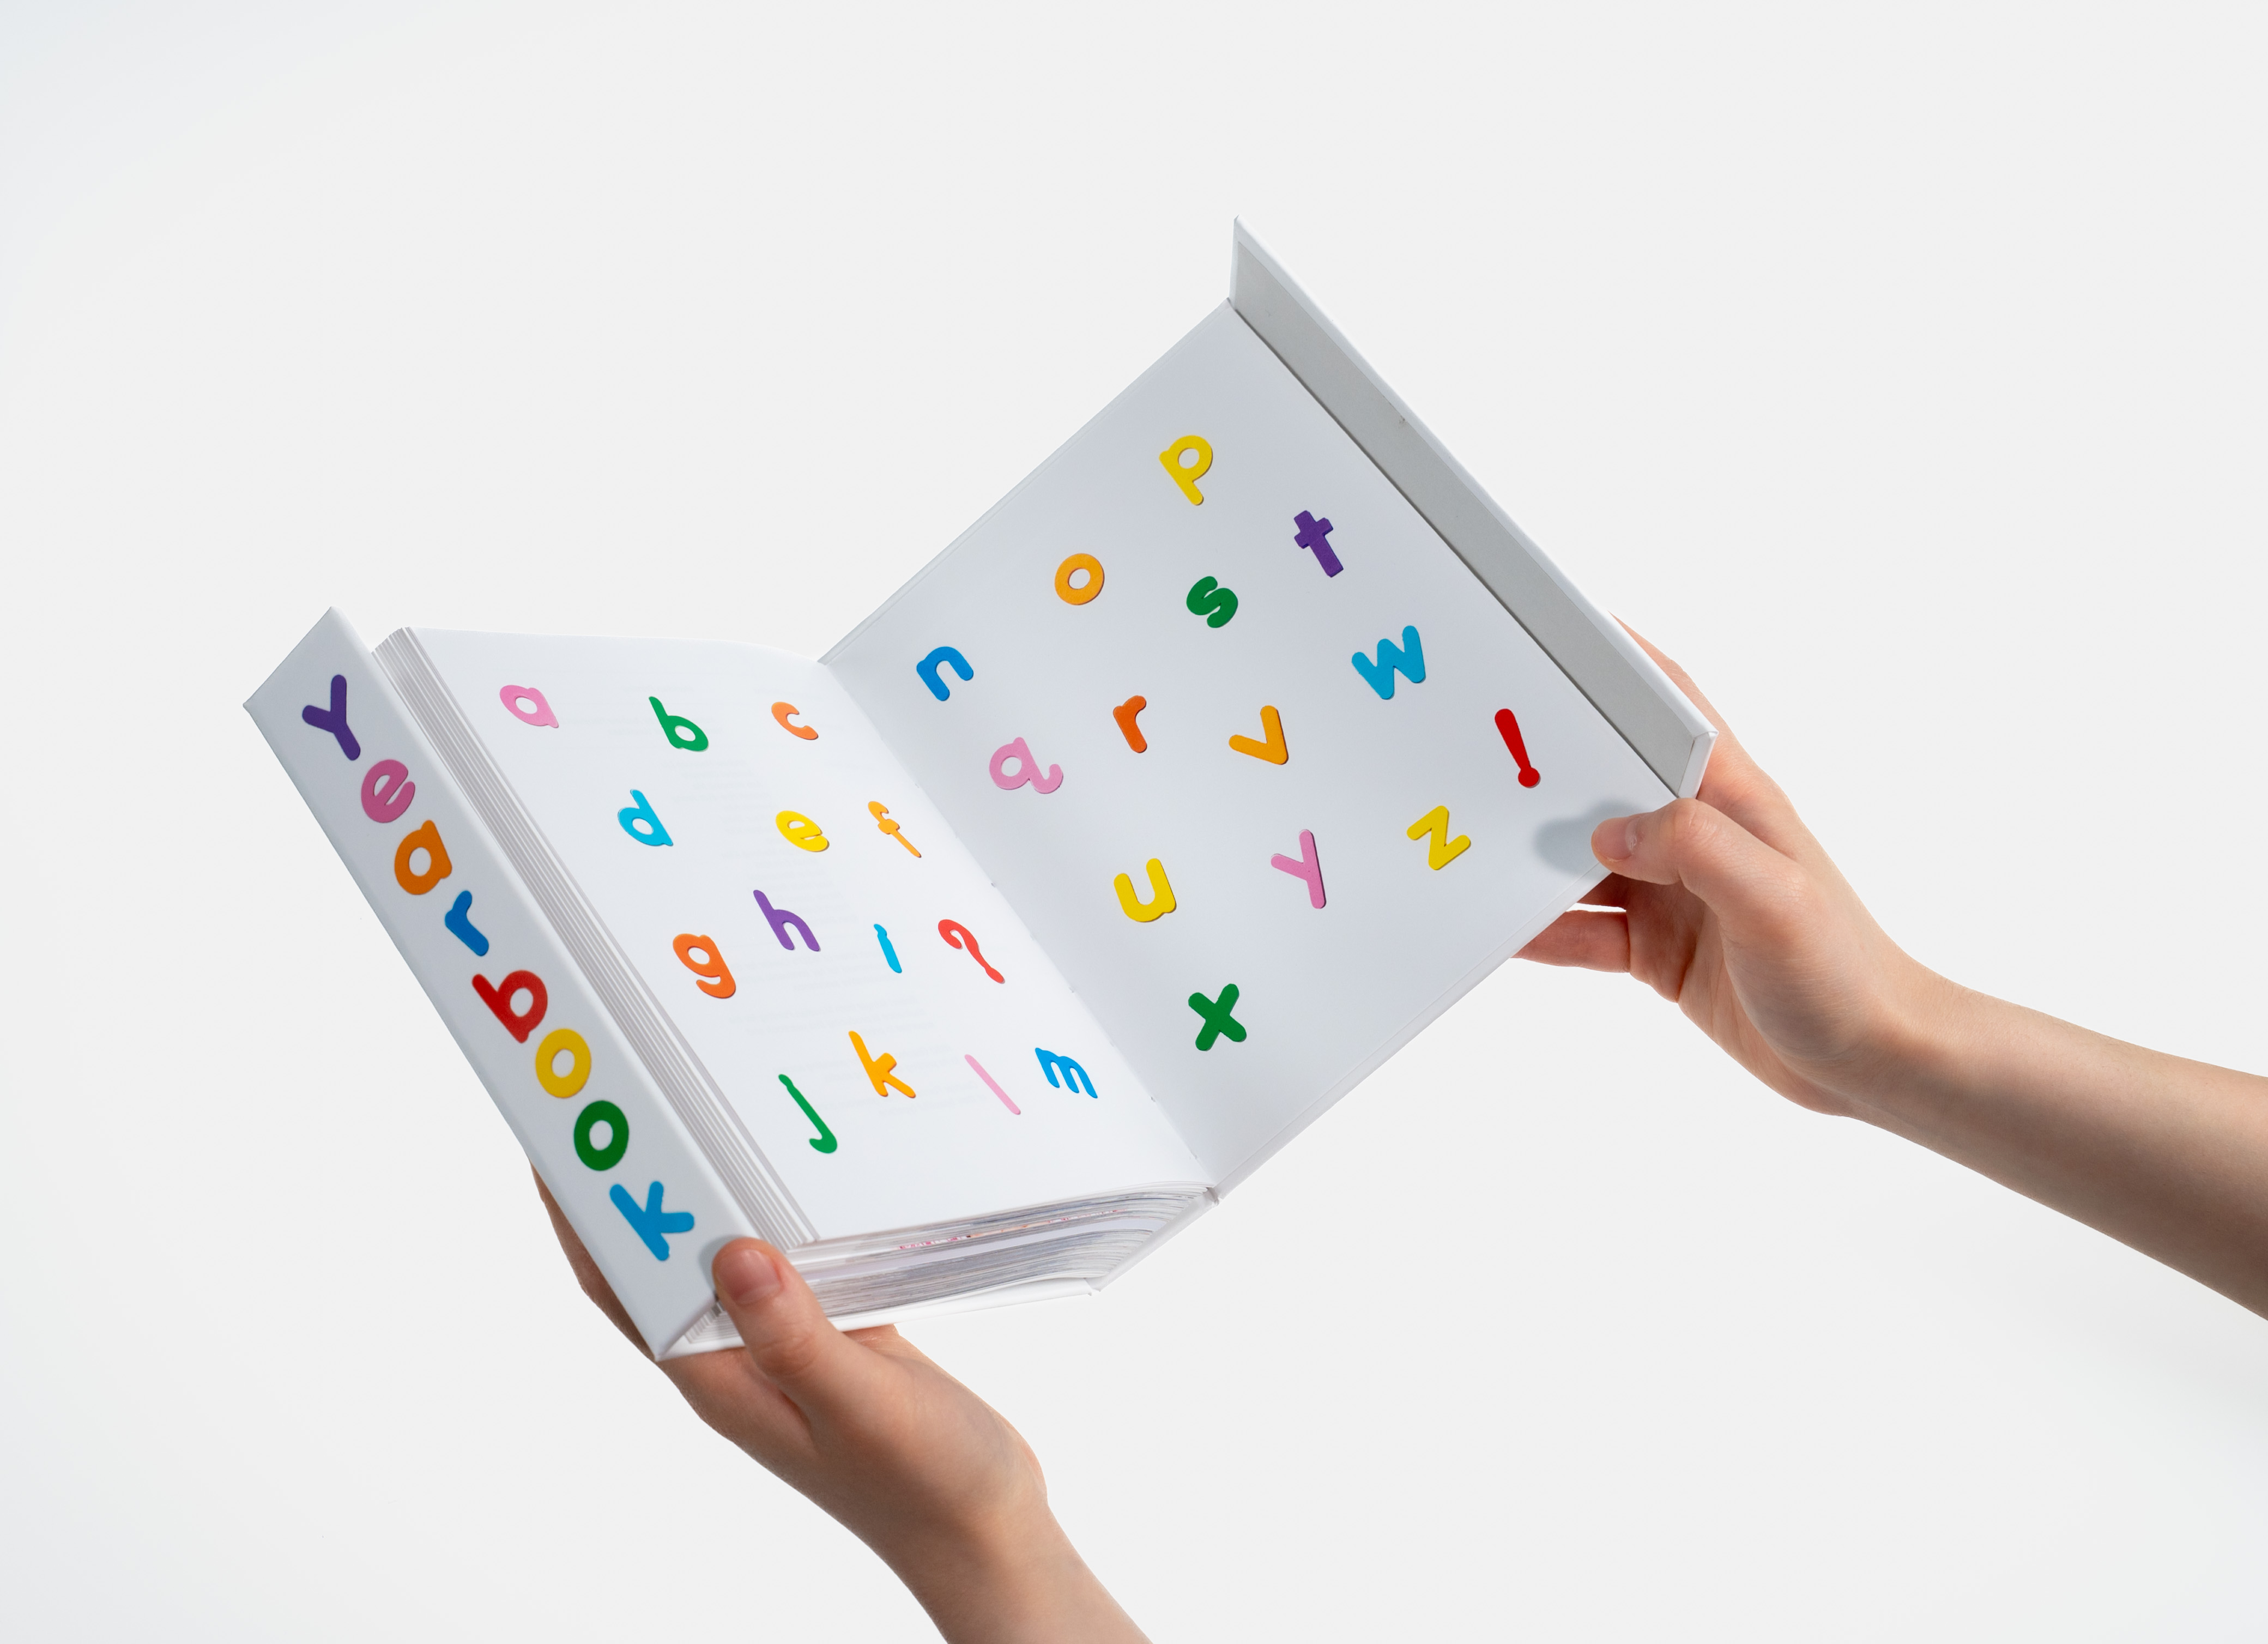 Yearbook
a b c
d e f
g h i ?
j k l m
n o p
q r s t
u v w
x y z !